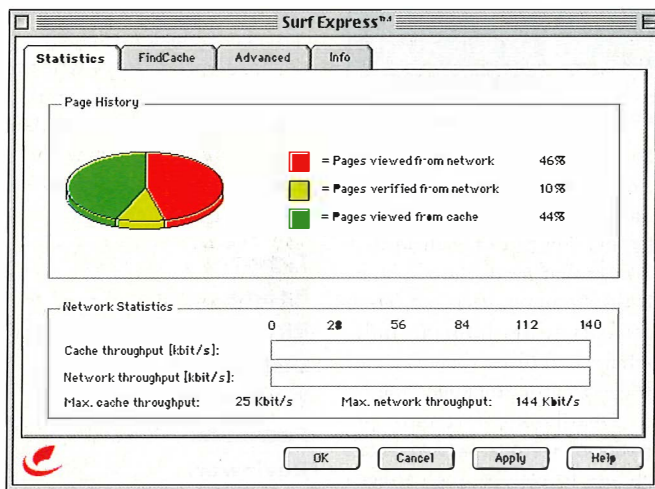 Surf Express™
Statistics FindCache Advanced Info
Page History
= Pages viewed from network 46%
= Pages verified from network 10%
= Pages viewed from cache 44%
Network Statistics
0 28 56 84 112 140
Cache throughput [kbit/s]:
Network throughput [kbit/s]:
Max. cache throughput: 25 Kbit/s Max. network throughput: 144 Kbit/s
OK Cancel Apply Help